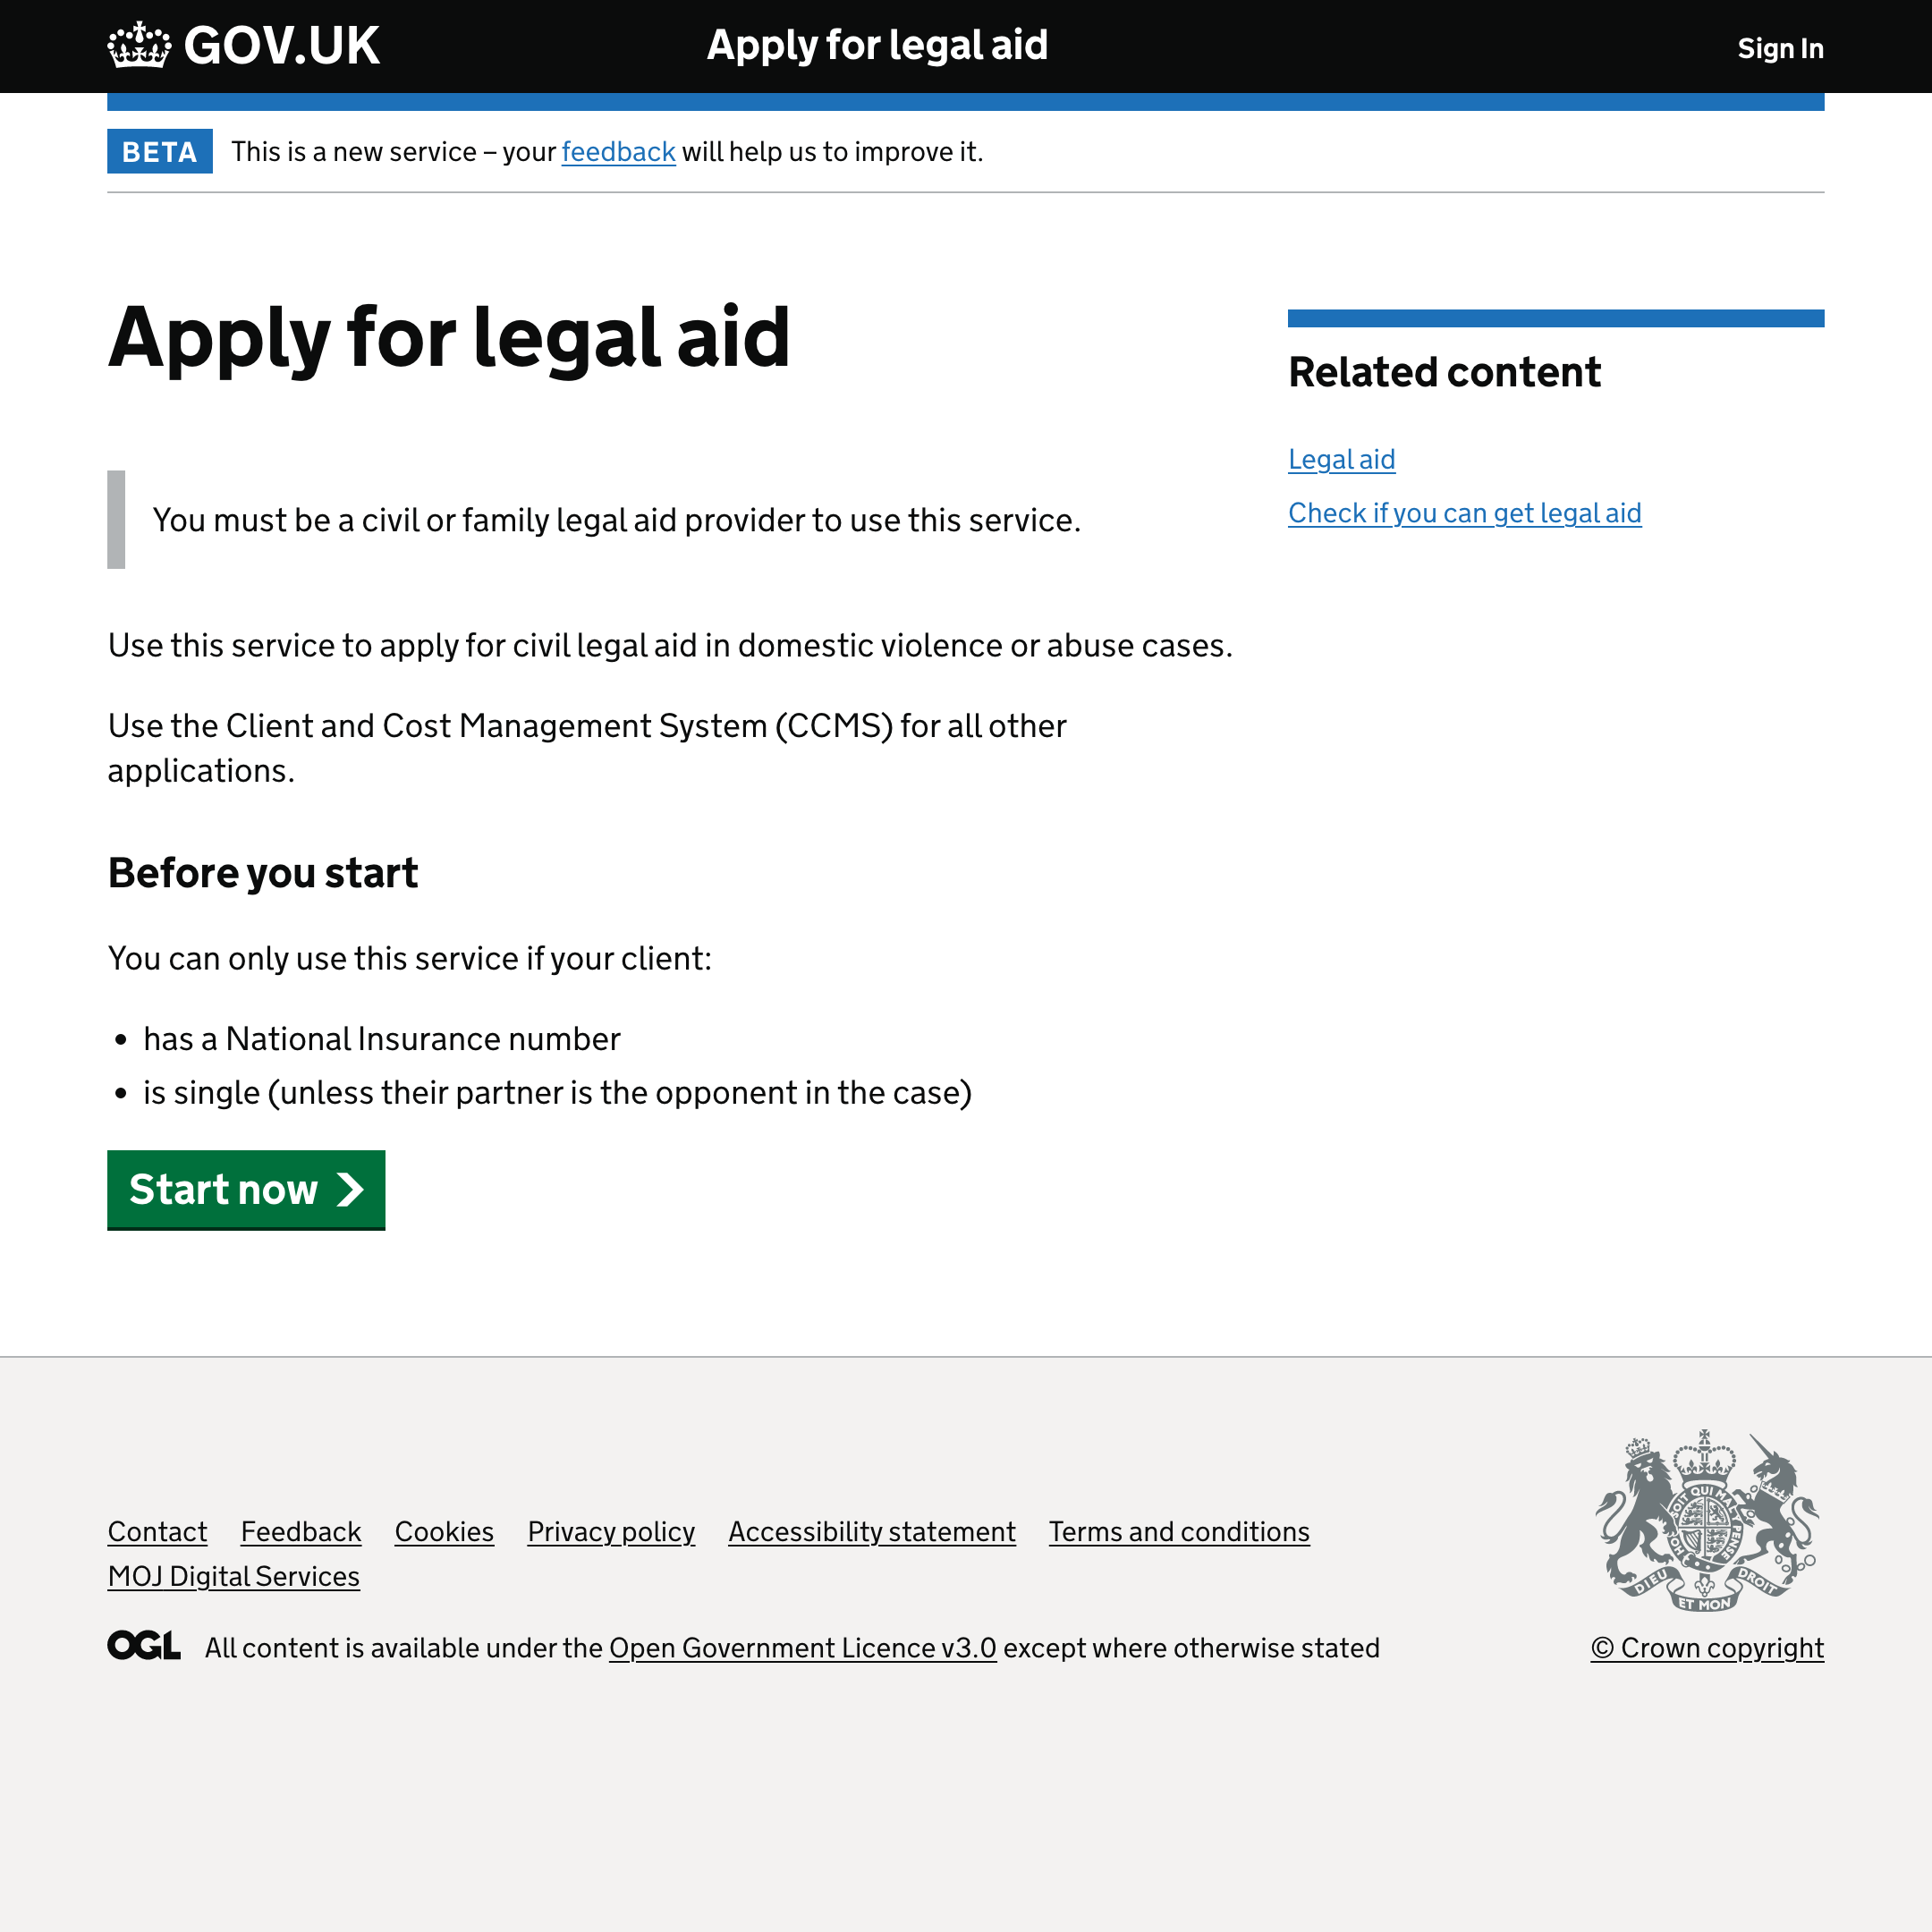 GOV.UK
Apply for legal aid
Sign In
BETA This is a new service – your feedback will help us to improve it.
Apply for legal aid
You must be a civil or family legal aid provider to use this service.
Use this service to apply for civil legal aid in domestic violence or abuse cases.
Use the Client and Cost Management System (CCMS) for all other
applications.
Before you start
You can only use this service if your client:
• has a National Insurance number
• is single (unless their partner is the opponent in the case)
Start now
Related content
Legal aid
Check if you can get legal aid
Contact Feedback Cookies Privacy policy Accessibility statement Terms and conditions
MOJ Digital Services
OGL All content is available under the Open Government Licence v3.0 except where otherwise stated
SOIT QUI MAL
PENSE
HO
DIEU
ET MON
DROIT
© Crown copyright